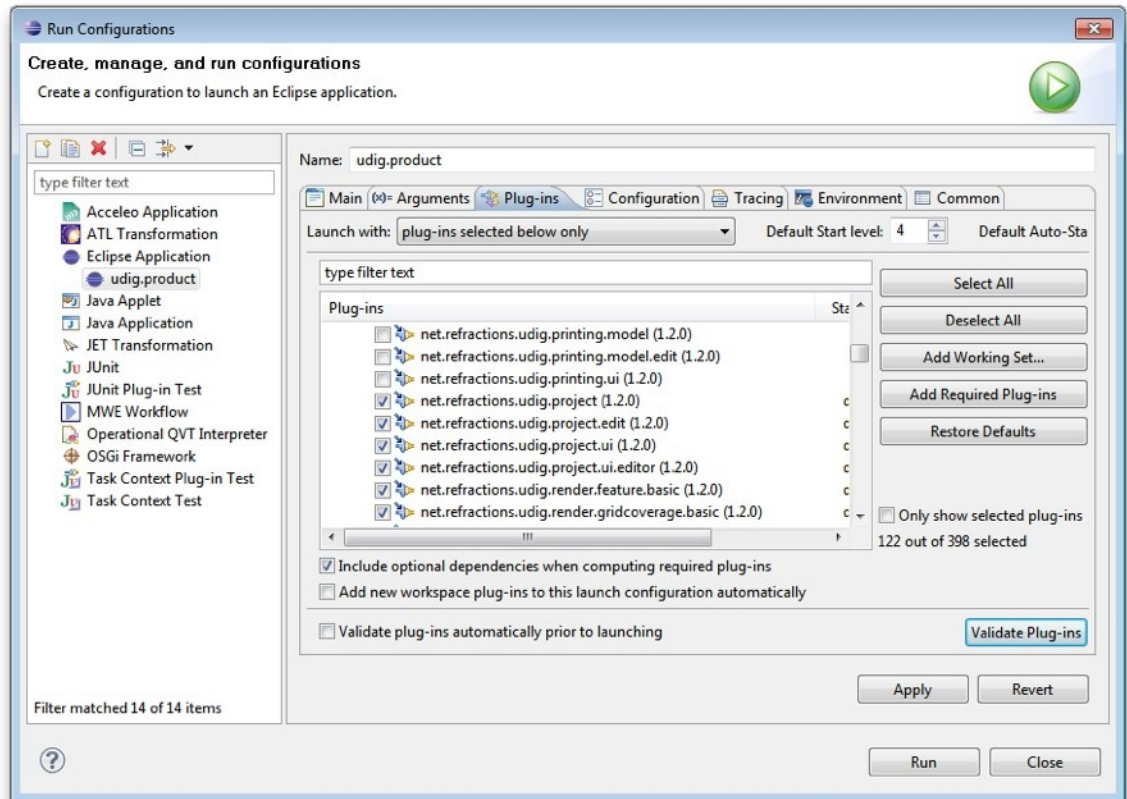 Run Configurations
Create, manage, and run configurations
Create a configuration to launch an Eclipse application.
type filter text
Acceleo Application
ATL Transformation
Eclipse Application
udig.product
Java Applet
Java Application
JET Transformation
Ju JUnit
JUnit Plug-in Test
MWE Workflow
Operational QVT Interpreter
OSGi Framework
Task Context Plug-in Test
Task Context Test
Filter matched 14 of 14 items
Name: udig.product
Main (x)= Arguments Plug-ins Configuration Tracing Environment Common
Launch with: plug-ins selected below only Default Start level: 4 Default Auto-Sta
type filter text
Plug-ins Sta
net.refractions.udig.printing.model (1.2.0)
net.refractions.udig.printing.model.edit (1.2.0)
net.refractions.udig.printing.ui (1.2.0)
net.refractions.udig.project (1.2.0) d
net.refractions.udig.project.edit (1.2.0) d
net.refractions.udig.project.ui (1.2.0) d
net.refractions.udig.project.ui.editor (1.2.0) d
net.refractions.udig.render.feature.basic (1.2.0) d
net.refractions.udig.render.gridcoverage.basic (1.2.0) d
Select All
Deselect All
Add Working Set...
Add Required Plug-ins
Restore Defaults
Only show selected plug-ins
122 out of 398 selected
Include optional dependencies when computing required plug-ins
Add new workspace plug-ins to this launch configuration automatically
Validate plug-ins automatically prior to launching
Validate Plug-ins
Apply Revert
? Run Close